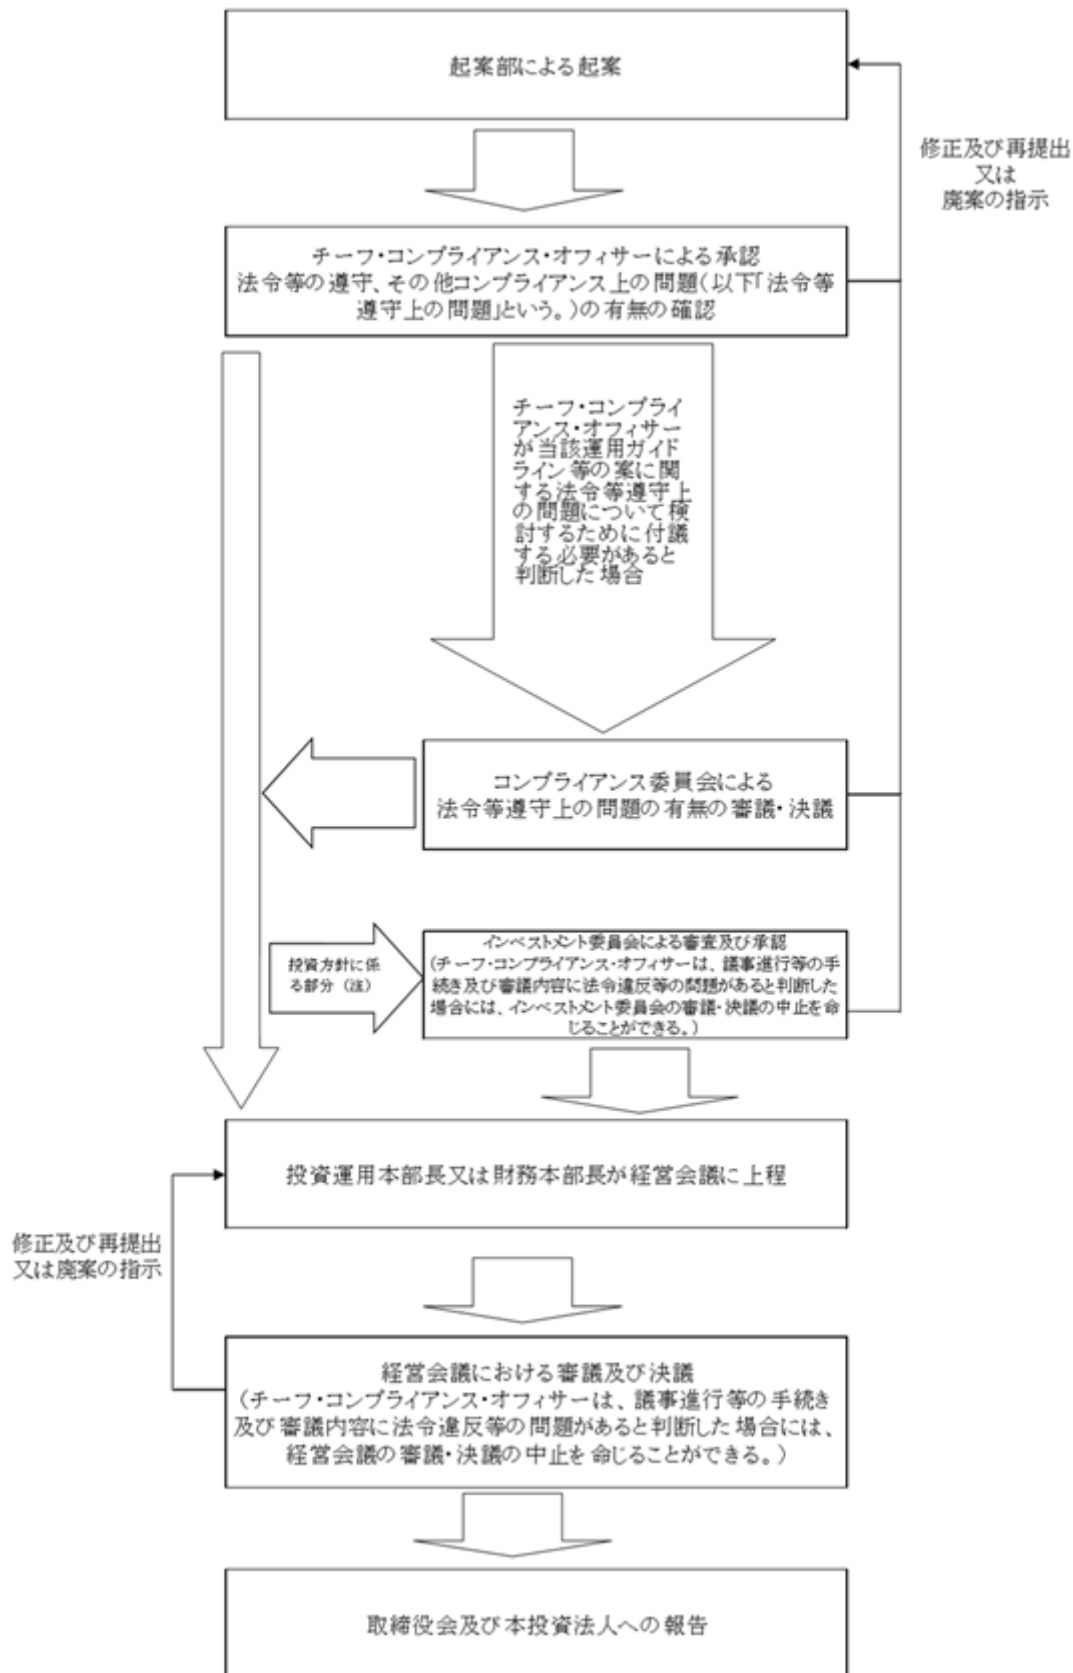 起案部による起案
修正及び再提出
又は
廃案の指示
チーフ・コンプライアンス・オフィサーによる承認
法令等の遵守、その他コンプライアンス上の問題（以下「法令等
遵守上の問題」という。）の有無の確認
チーフ・コンプライ
アンス・オフィサー
が当該運用ガイド
ライン等の案に関
する法令等遵守上
の問題について検
討するために付議
する必要があると
判断した場合
コンプライアンス委員会による
法令等遵守上の問題の有無の審議・決議
投資方針に係
る部分（注）
インベストメント委員会による審査及び承認
（チーフ・コンプライアンス・オフィサーは、議事進行等の手
続き及び審議内容に法令違反等の問題があると判断した
場合には、インベストメント委員会の審議・決議の中止を命
じることができる。）
投資運用本部長又は財務本部長が経営会議に上程
修正及び再提出
又は廃案の指示
経営会議における審議及び決議
（チーフ・コンプライアンス・オフィサーは、議事進行等の手続き
及び審議内容に法令違反等の問題があると判断した場合には、
経営会議の審議・決議の中止を命じることができる。）
取締役会及び本投資法人への報告